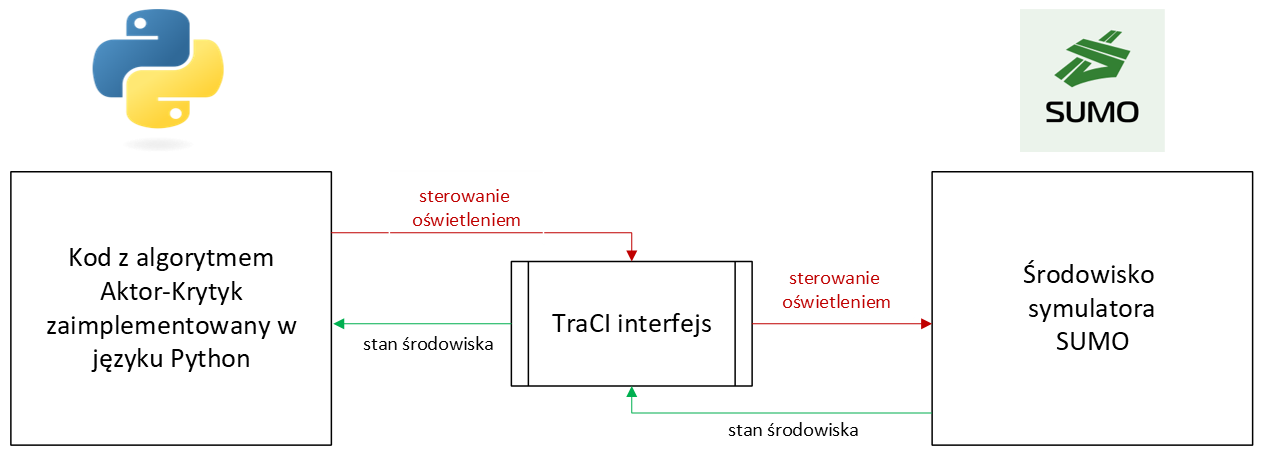 SUMO
sterowanie
oświetleniem
Kod z algorytmem
Aktor-Krytyk
zaimplementowany w
języku Python
stan środowiska
TraCI interfejs
sterowanie
oświetleniem
Środowisko
symulatora
SUMO
stan środowiska